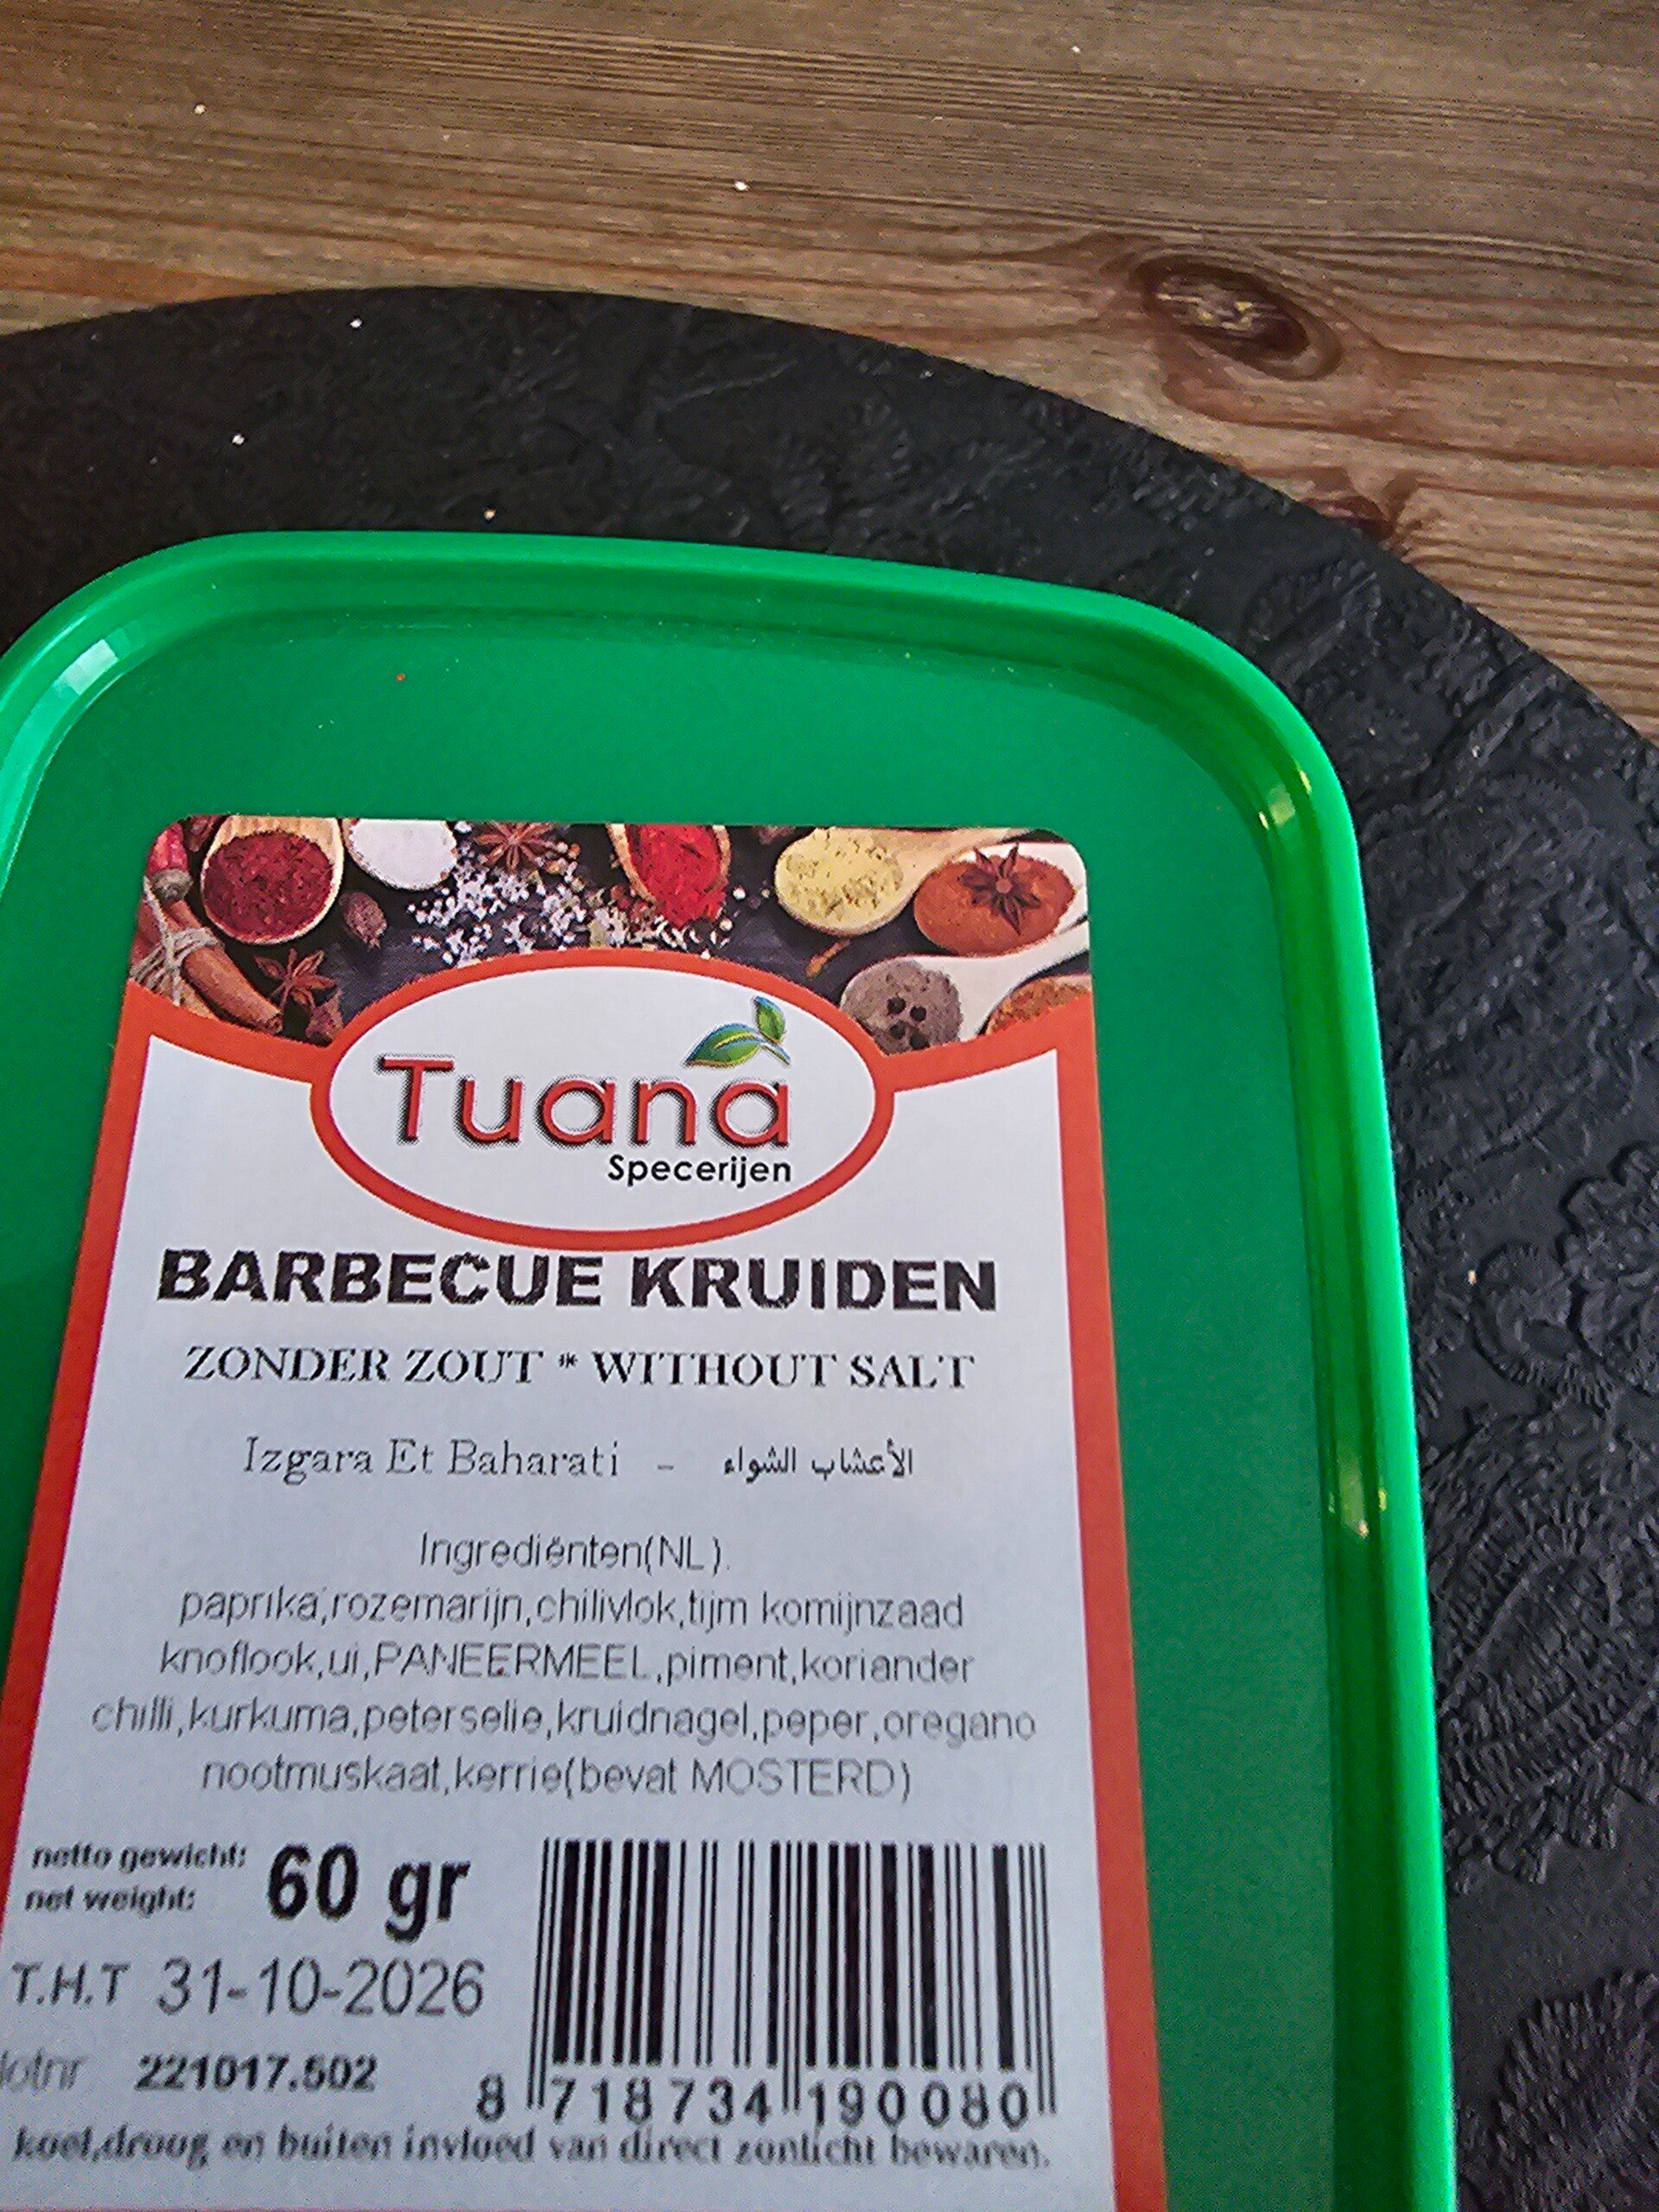 Tuana
Specerijen
BARBECUE KRUIDEN
ZONDER ZOUT * WITHOUT SALT
Izgara Et Baharati - الأعشاب الشواء
Ingrediënten(NL).
paprika,rozemarijn,chilivlok,tijm komijnzaad
knoflook,ui,PANEERMEEL,piment,koriander
chilli,kurkuma,peterselie,kruidnagel,peper,oregano
nootmuskaat,kerrie(bevat MOSTERD)
netto gewicht: 60 gr
net weight:
T.H.T 31-10-2026
lotnr 221017.502
8 718734 190080
koel,droog en buiten invloed van direct zonlicht bewaren.